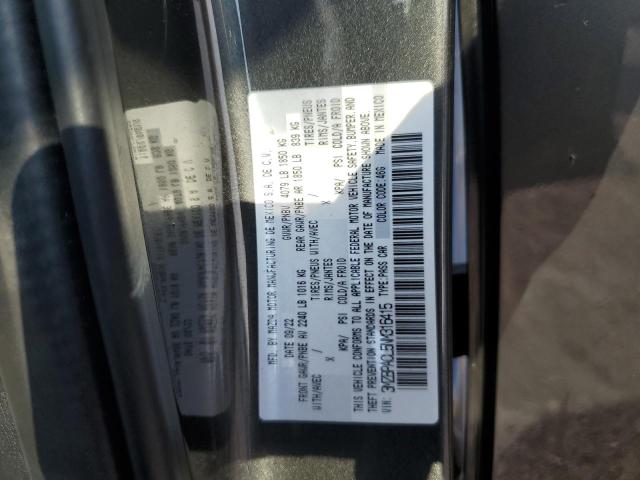 MFD. BY MAZDA MOTOR MANUFACTURING DE MEXICO S.A. DE C.V.
DATE 09/22 GVWR/PNBV 4079 LB 1850 KG
FRONT GAWR/PNBE AV 2240 LB 1016 KG REAR GAWR/PNBE AR 1850 LB 839 KG
WITH/AVEC / TIRES/PNEUS WITH/AVEC / TIRES/PNEUS
X RIMS/JANTES X RIMS/JANTES
KPA/ PSI COLD/A FROID KPA/ PSI COLD/A FROID
THIS VEHICLE CONFORMS TO ALL APPLICABLE FEDERAL MOTOR VEHICLE SAFETY, BUMPER, AND
THEFT PREVENTION STANDARDS IN EFFECT ON THE DATE OF MANUFACTURE SHOWN ABOVE.
VIN: TYPE: PASS CAR COLOR CODE: 46G MADE IN MEXICO